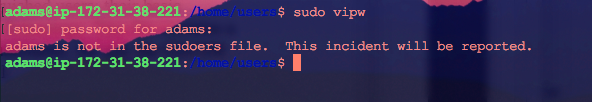 adams@ip-172-31-38-221:/home/users$ sudo vipw
[sudo] password for adams:
adams is not in the sudoers file.  This incident will be reported.
adams@ip-172-31-38-221:/home/users$